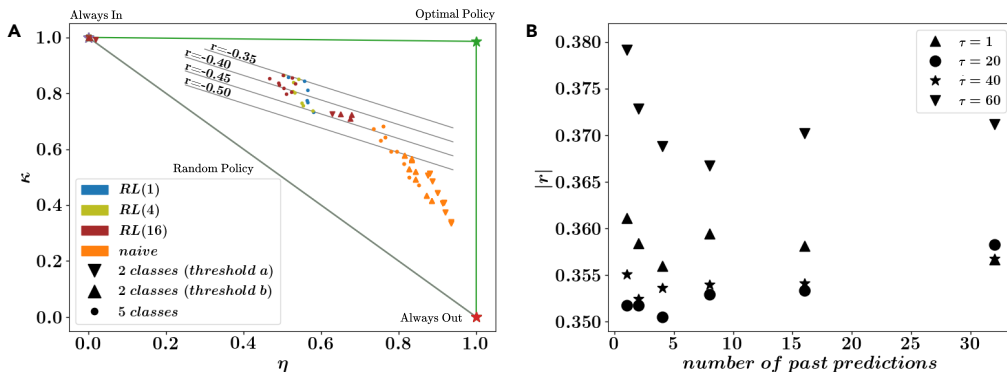 A
Always In
Optimal Policy
1.0
0.8
0.6
0.4
0.2
0.0
κ
r=-0.35
r=-0.40
r=-0.45
r=-0.50
Random Policy
RL(1)
RL(4)
RL(16)
naive
2 classes (threshold a)
2 classes (threshold b)
5 classes
Always Out
0.0 0.2 0.4 0.6 0.8 1.0
η
B
0.380
0.375
0.370
0.365
0.360
0.355
0.350
|r|
τ = 1
τ = 20
τ = 40
τ = 60
0 5 10 15 20 25 30
number of past predictions